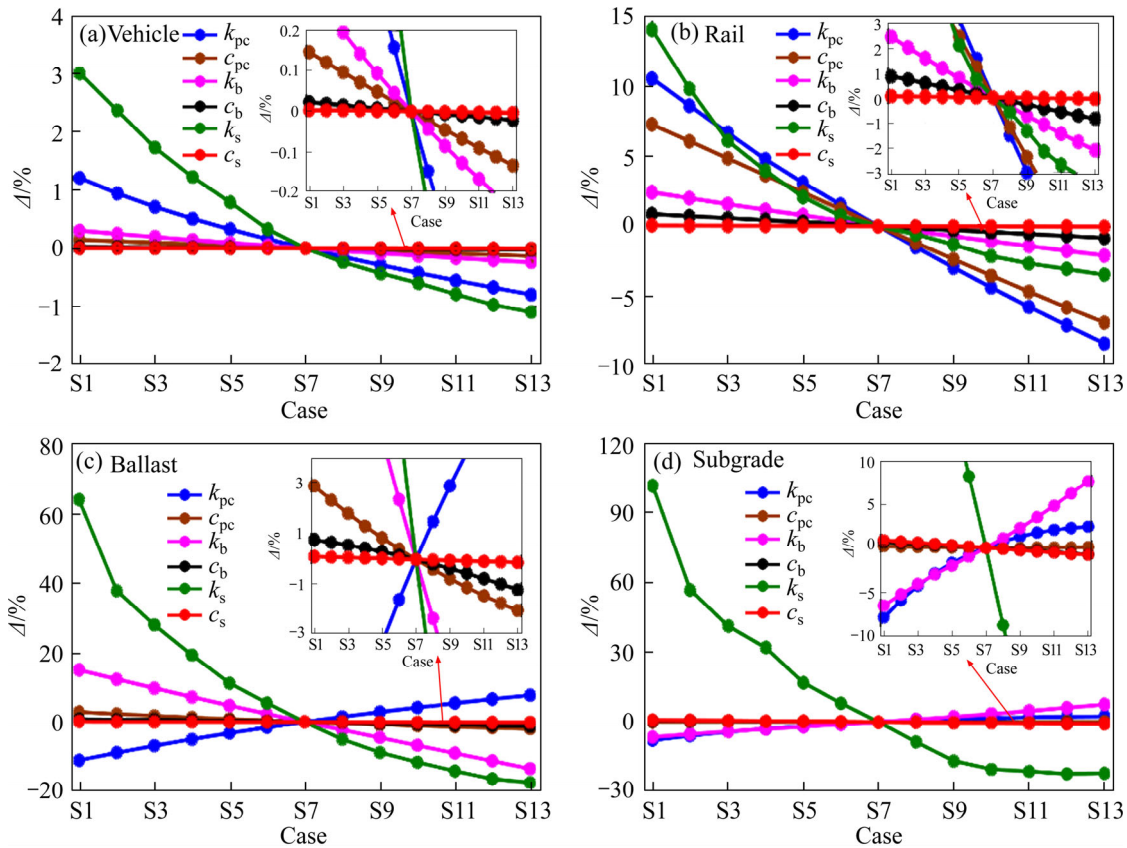 (a) Vehicle
Δ/%
4
3
2
1
0
−1
−2
k_pc
c_pc
k_b
c_b
k_s
c_s
Δ/%
0.2
0.1
0
−0.1
−0.2
S1 S3 S5 S7 S9 S11 S13
Case
S1 S3 S5 S7 S9 S11 S13
Case
(b) Rail
Δ/%
15
10
5
0
−5
−10
k_pc
c_pc
k_b
c_b
k_s
c_s
Δ/%
3
2
1
0
−1
−2
−3
S1 S3 S5 S7 S9 S11 S13
Case
S1 S3 S5 S7 S9 S11 S13
Case
(c) Ballast
Δ/%
80
60
40
20
0
−20
k_pc
c_pc
k_b
c_b
k_s
c_s
Δ/%
3
1
−1
−3
S1 S3 S5 S7 S9 S11 S13
Case
S1 S3 S5 S7 S9 S11 S13
Case
(d) Subgrade
Δ/%
120
90
60
30
0
−30
k_pc
c_pc
k_b
c_b
k_s
c_s
Δ/%
10
5
0
−5
−10
S1 S3 S5 S7 S9 S11 S13
Case
S1 S3 S5 S7 S9 S11 S13
Case